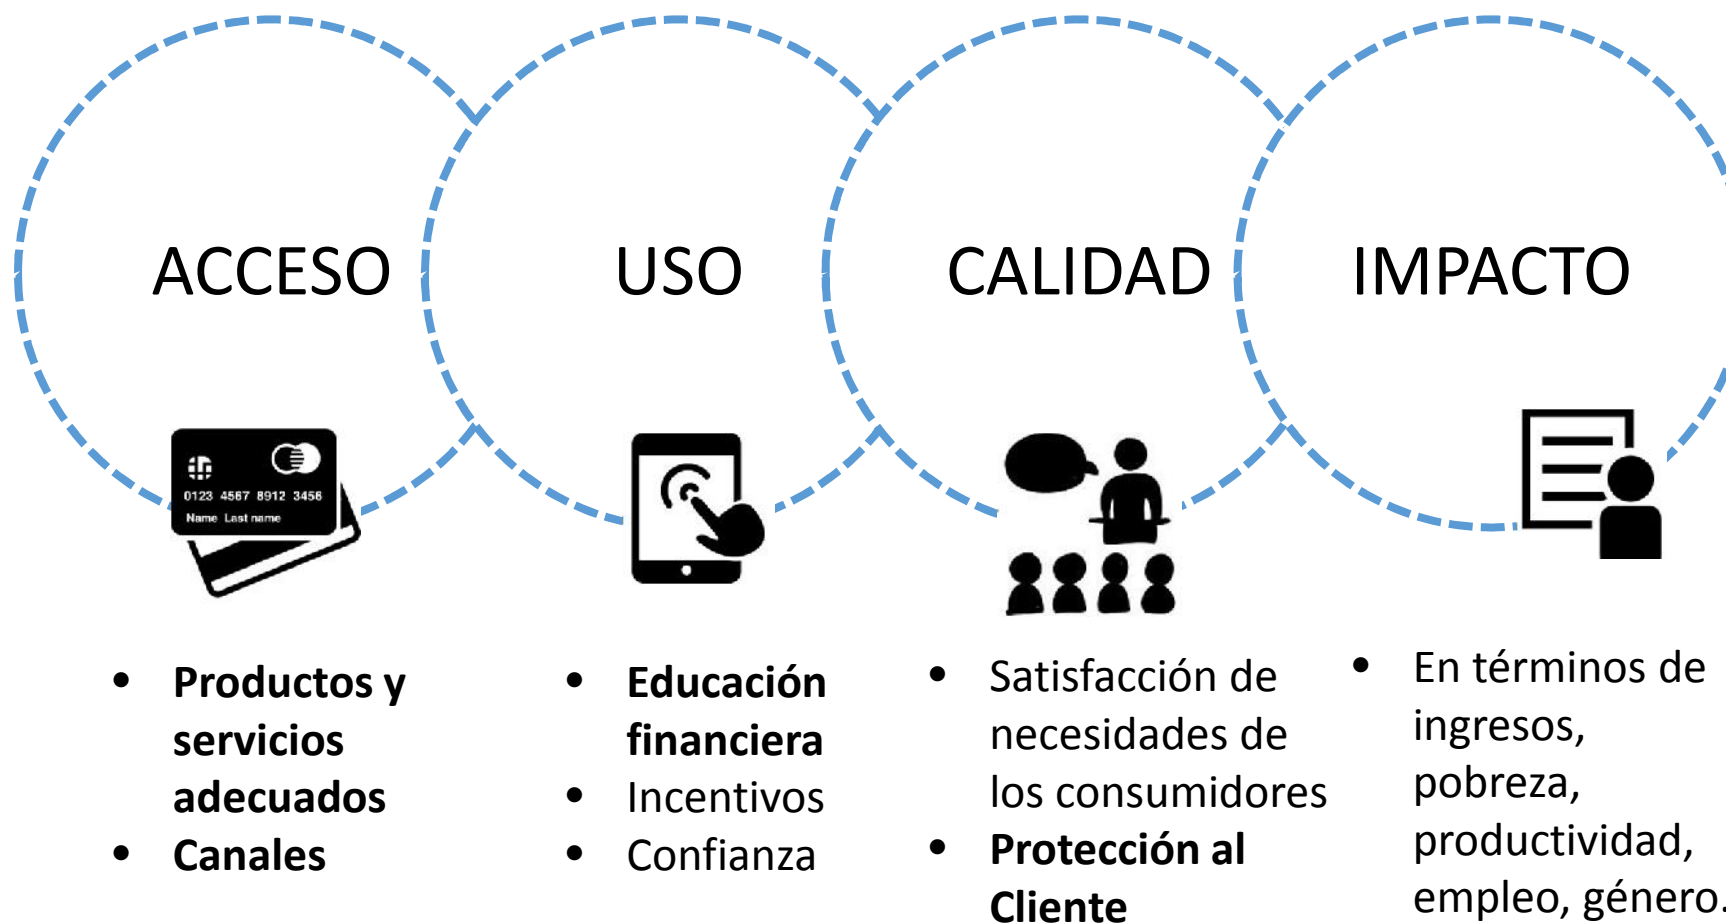 ACCESO
USO
CALIDAD
IMPACTO
0123 4567 8912 3456
Name Last name
• Productos y
servicios
adecuados
• Canales
• Educación
financiera
• Incentivos
• Confianza
• Satisfacción de
necesidades de
los consumidores
• Protección al
Cliente
• En términos de
ingresos,
pobreza,
productividad,
empleo, género.